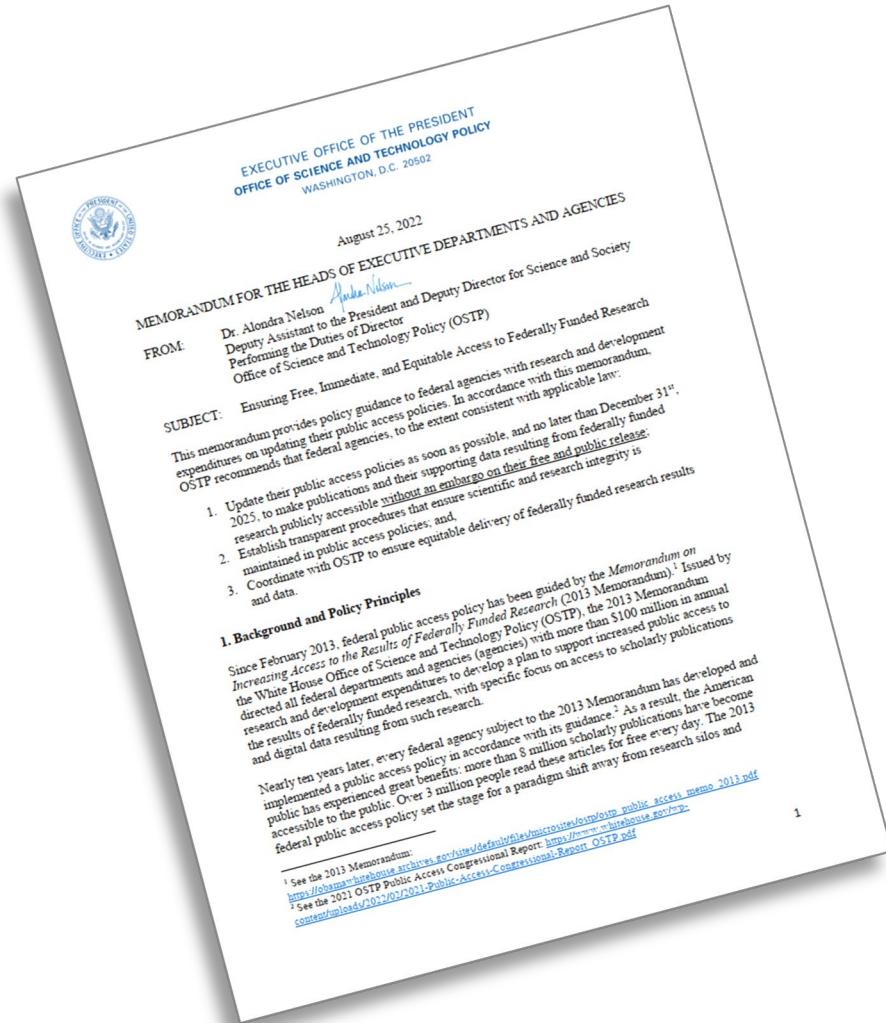 EXECUTIVE OFFICE OF THE PRESIDENT
OFFICE OF SCIENCE AND TECHNOLOGY POLICY
WASHINGTON, D.C. 20502
August 25, 2022
MEMORANDUM FOR THE HEADS OF EXECUTIVE DEPARTMENTS AND AGENCIES
FROM: Dr. Alondra Nelson Alondra Nelson
Deputy Assistant to the President and Deputy Director for Science and Society
Performing the Duties of Director
Office of Science and Technology Policy (OSTP)
SUBJECT: Ensuring Free, Immediate, and Equitable Access to Federally Funded Research
This memorandum provides policy guidance to federal agencies with research and development
expenditures on updating their public access policies. In accordance with this memorandum,
OSTP recommends that federal agencies, to the extent consistent with applicable law:
1. Update their public access policies as soon as possible, and no later than December 31st,
2025, to make publications and their supporting data resulting from federally funded
research publicly accessible without an embargo on their free and public release;
2. Establish transparent procedures that ensure scientific and research integrity is
maintained in public access policies; and,
3. Coordinate with OSTP to ensure equitable delivery of federally funded research results
and data.
1. Background and Policy Principles
Since February 2013, federal public access policy has been guided by the Memorandum on
Increasing Access to the Results of Federally Funded Research (2013 Memorandum).1 Issued by
the White House Office of Science and Technology Policy (OSTP), the 2013 Memorandum
directed all federal departments and agencies (agencies) with more than $100 million in annual
research and development expenditures to develop a plan to support increased public access to
the results of federally funded research, with specific focus on access to scholarly publications
and digital data resulting from such research.
Nearly ten years later, every federal agency subject to the 2013 Memorandum has developed and
implemented a public access policy in accordance with its guidance.2 As a result, the American
public has experienced great benefits: more than 8 million scholarly publications have become
accessible to the public. Over 3 million people read these articles for free every day. The 2013
federal public access policy set the stage for a paradigm shift away from research silos and
1 See the 2013 Memorandum:
https://obamawhitehouse.archives.gov/sites/default/files/microsites/ostp/ostp_public_access_memo_2013.pdf
2 See the 2021 OSTP Public Access Congressional Report: https://www.whitehouse.gov/wp-
content/uploads/2022/02/2021-Public-Access-Congressional-Report_OSTP.pdf
1